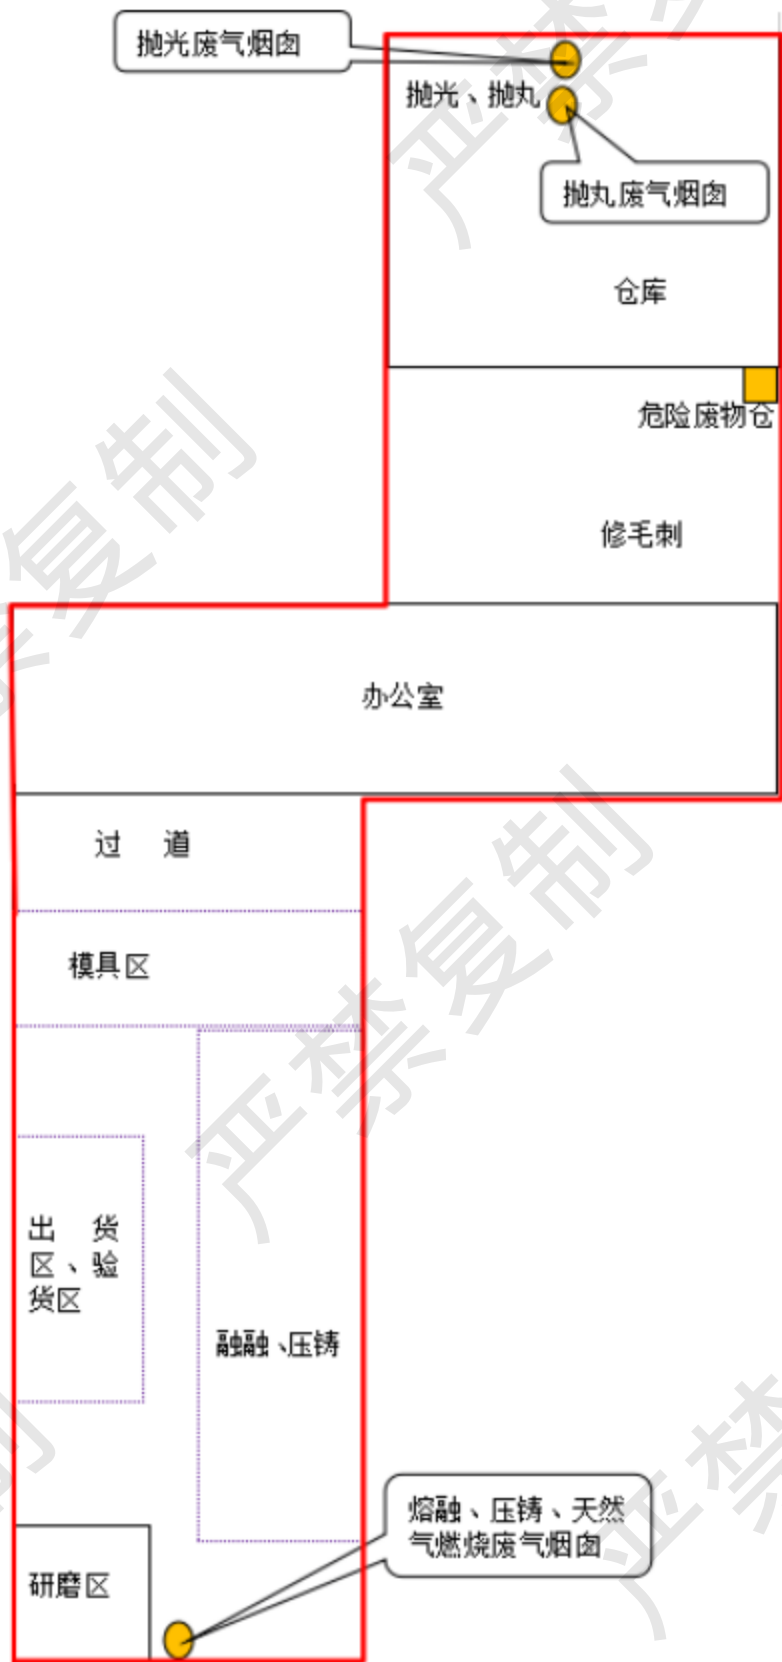 抛光废气烟囱
抛光、抛丸
抛丸废气烟囱
仓库
危险废物仓
修毛刺
办公室
过 道
模具区
出 货
区、验
货区
融融、压铸
熔融、压铸、天然
气燃烧废气烟囱
研磨区
严禁复制
严禁复制
严禁复制
严禁
制